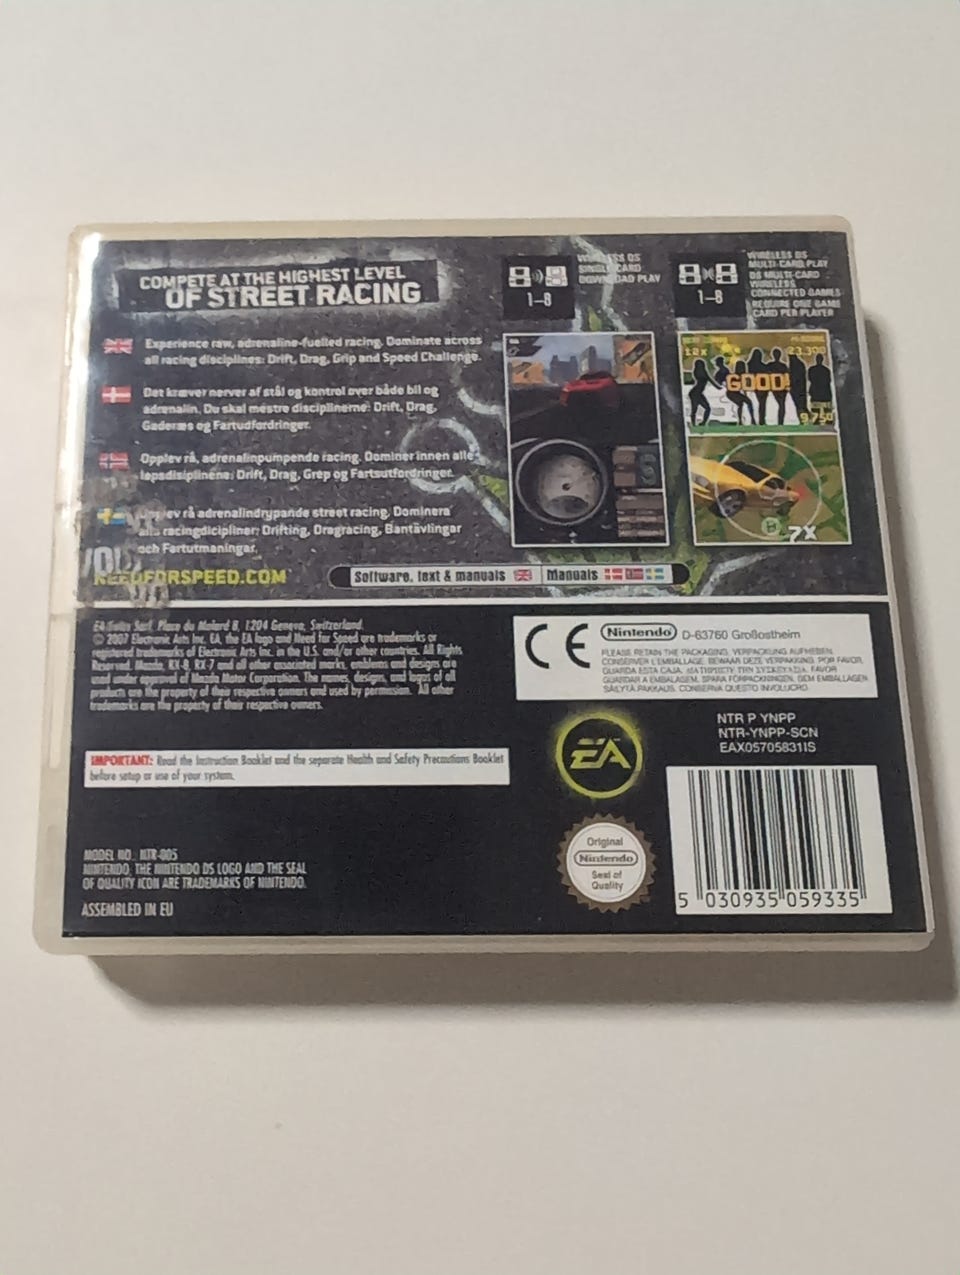 COMPETE AT THE HIGHEST LEVEL
OF STREET RACING
Experience raw, adrenaline-fuelled racing. Dominate across
all racing disciplines: Drift, Drag, Grip and Speed Challenge.
Det kræver nerver af stål og kontrol over både bil og
adrenalin. Du skal mestre disciplinerne: Drift, Drag,
Gaderæs og Fartudfordringer.
Opplev rå, adrenalinpumpende racing. Dominer innen alle
løpsdisiplinene: Drift, Drag, Grep og Fartsutfordringer.
Upplev rå adrenalindrypande street racing. Dominera
alla racingdicipliner: Drifting, Dragracing, Bantävlingar
och Fartutmaningar.
NEEDFORSPEED.COM
1-8
WIRELESS DS
SINGLE-CARD
DOWNLOAD PLAY
1-8
WIRELESS DS
MULTI-CARD PLAY
DS MULTI-CARD
WIRELESS
CONNECTED GAMES
REQUIRE ONE GAME
CARD PER PLAYER
12x
23,300
GOOD!
9,750
7X
Software, text & manuals
Manuals
EA Swiss Sarl, Place du Molard 8, 1204 Geneva, Switzerland.
© 2007 Electronic Arts Inc. EA, the EA logo and Need for Speed are trademarks or
registered trademarks of Electronic Arts Inc. in the U.S. and/or other countries. All Rights
Reserved. Mazda, RX-8, RX-7 and all other associated marks, emblems and designs are
used under approval of Mazda Motor Corporation. The names, designs, and logos of all
products are the property of their respective owners and used by permission. All other
trademarks are the property of their respective owners.
CE
Nintendo D-63760 Großostheim
PLEASE RETAIN THE PACKAGING. VERPACKUNG AUFHEBEN.
CONSERVER L'EMBALLAGE. BEWAAR DEZE VERPAKKING. POR FAVOR,
GUARDA ESTA CAJA. ΔΙΑΤΗΡΗΣΤΕ ΤΗΝ ΣΥΣΚΕΥΑΣΙΑ. FAVOR
GUARDAR A EMBALAGEM. SPARA FÖRPACKNINGEN. GEM EMBALLAGEN
SÄILYTÄ PAKKAUS. CONSERVA QUESTO INVOLUCRO.
IMPORTANT: Read the Instruction Booklet and the separate Health and Safety Precautions Booklet
before setup or use of your system.
EA
NTR P YNPP
NTR-YNPP-SCN
EAX05705831IS
MODEL NO.: NTR-005
NINTENDO, THE NINTENDO DS LOGO AND THE SEAL
OF QUALITY ICON ARE TRADEMARKS OF NINTENDO.
ASSEMBLED IN EU
Original
Nintendo
Seal of
Quality
5 030935 059335